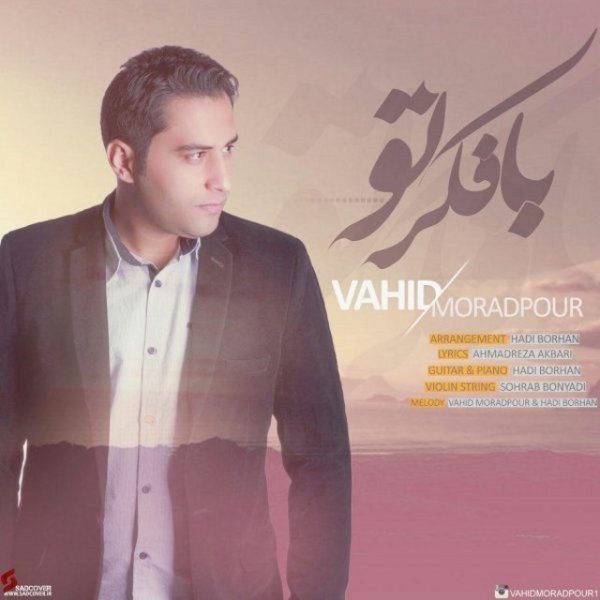 با فکر تو
VAHID MORADPOUR
ARRANGEMENT HADI BORHAN
LYRICS AHMADREZA AKBARI
GUITAR & PIANO HADI BORHAN
VIOLIN STRING SOHRAB BONYADI
MELODY VAHID MORADPOUR & HADI BORHAN
SADCOVER
WWW.SADCOVER.IR
VAHIDMORADPOUR1